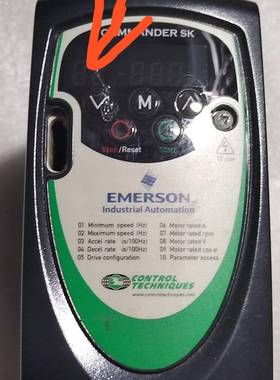 COMMANDER SK
M
Stop/Reset
Start
EMERSON
Industrial Automation
01 Minimum speed (Hz)
02 Maximum speed (Hz)
03 Accel rate (s/100Hz)
04 Decel rate (s/100Hz)
05 Drive configuration
06 Motor rated A
07 Motor rated rpm
08 Motor rated V
09 Motor rated cos ø
10 Parameter access
CONTROL
TECHNIQUES
www.controltechniques.com